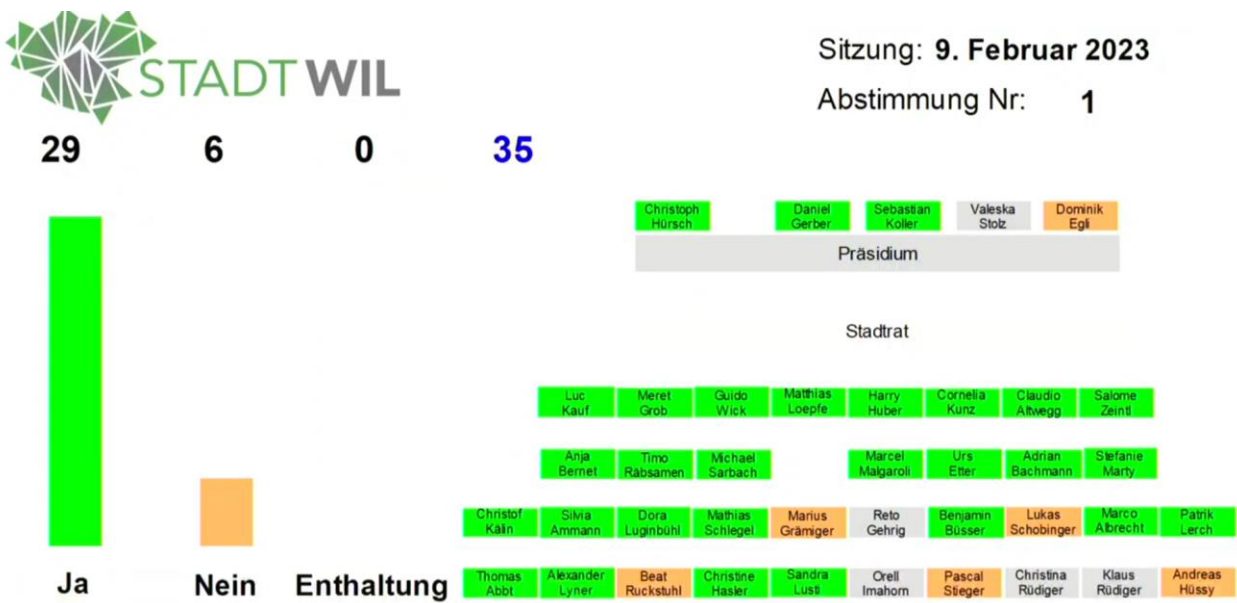 STADT WIL
Sitzung: 9. Februar 2023
Abstimmung Nr: 1
29 6 0 35
Christoph Hürsch
Daniel Gerber
Sebastian Koller
Valeska Stolz
Dominik Egli
Präsidium
Stadtrat
Luc Kauf
Meret Grob
Guido Wick
Matthias Loepfe
Harry Huber
Cornelia Kunz
Claudio Altwegg
Salome Zeintl
Anja Bernet
Timo Räbsamen
Michael Sarbach
Marcel Malgaroli
Urs Etter
Adrian Bachmann
Stefanie Marty
Christof Kälin
Silvia Ammann
Dora Luginbühl
Mathias Schlegel
Marius Grämiger
Reto Gehrig
Benjamin Büsser
Lukas Schobinger
Marco Albrecht
Patrik Lerch
Thomas Abbt
Alexander Lyner
Beat Ruckstuhl
Christine Hasler
Sandra Lusti
Orell Imahorn
Pascal Stieger
Christina Rüdiger
Klaus Rüdiger
Andreas Hüssy
Ja Nein Enthaltung